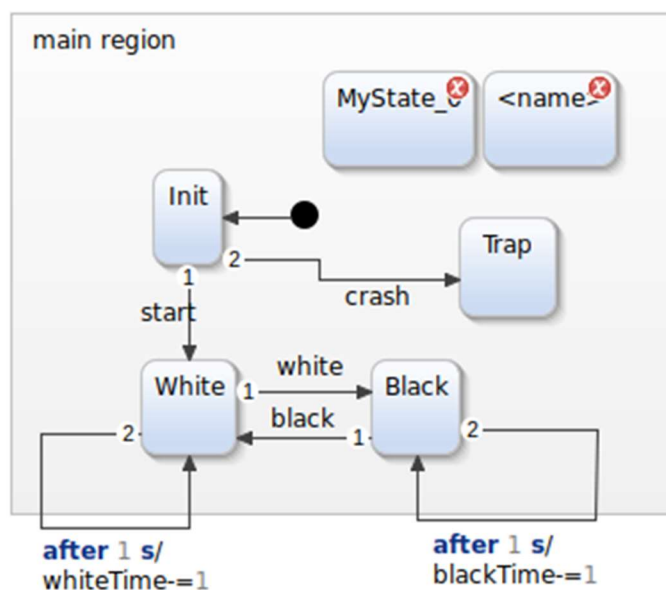 main region
MyState_0
<name>
Init
Trap
2
1
crash
start
White
white
1
Black
black
1
2
2
after 1 s/
whiteTime-=1
after 1 s/
blackTime-=1